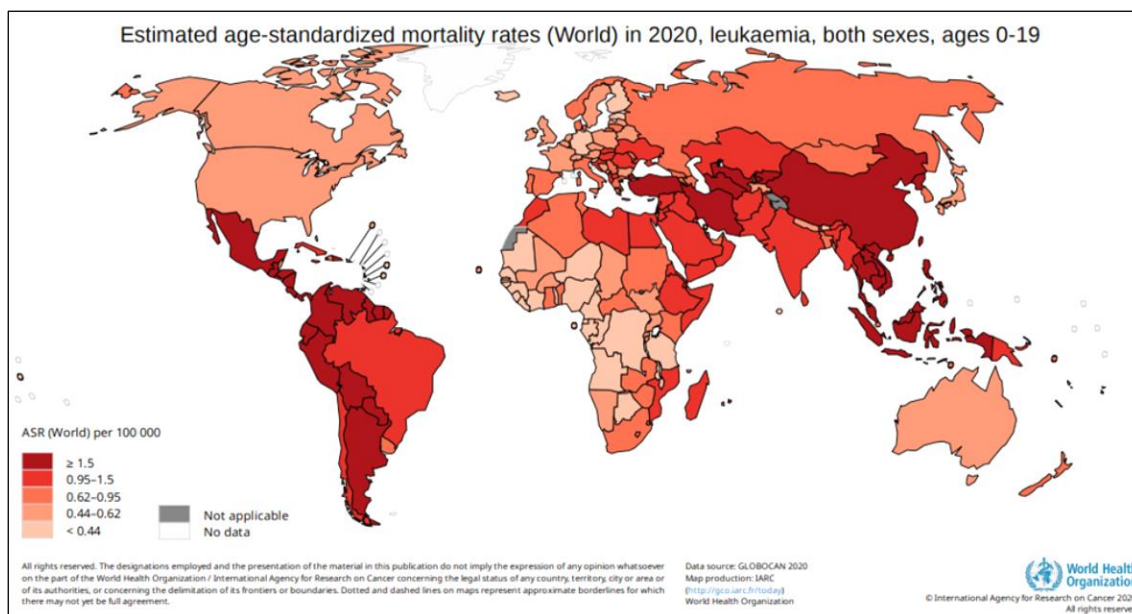 Estimated age-standardized mortality rates (World) in 2020, leukaemia, both sexes, ages 0-19
ASR (World) per 100 000
≥ 1.5
0.95–1.5
0.62–0.95
0.44–0.62
< 0.44
Not applicable
No data
All rights reserved. The designations employed and the presentation of the material in this publication do not imply the expression of any opinion whatsoever
on the part of the World Health Organization / International Agency for Research on Cancer concerning the legal status of any country, territory, city or area or
of its authorities, or concerning the delimitation of its frontiers or boundaries. Dotted and dashed lines on maps represent approximate borderlines for which
there may not yet be full agreement.
Data source: GLOBOCAN 2020
Map production: IARC
(http://gco.iarc.fr/today)
World Health Organization
World Health
Organization
© International Agency for Research on Cancer 202
All rights reserve